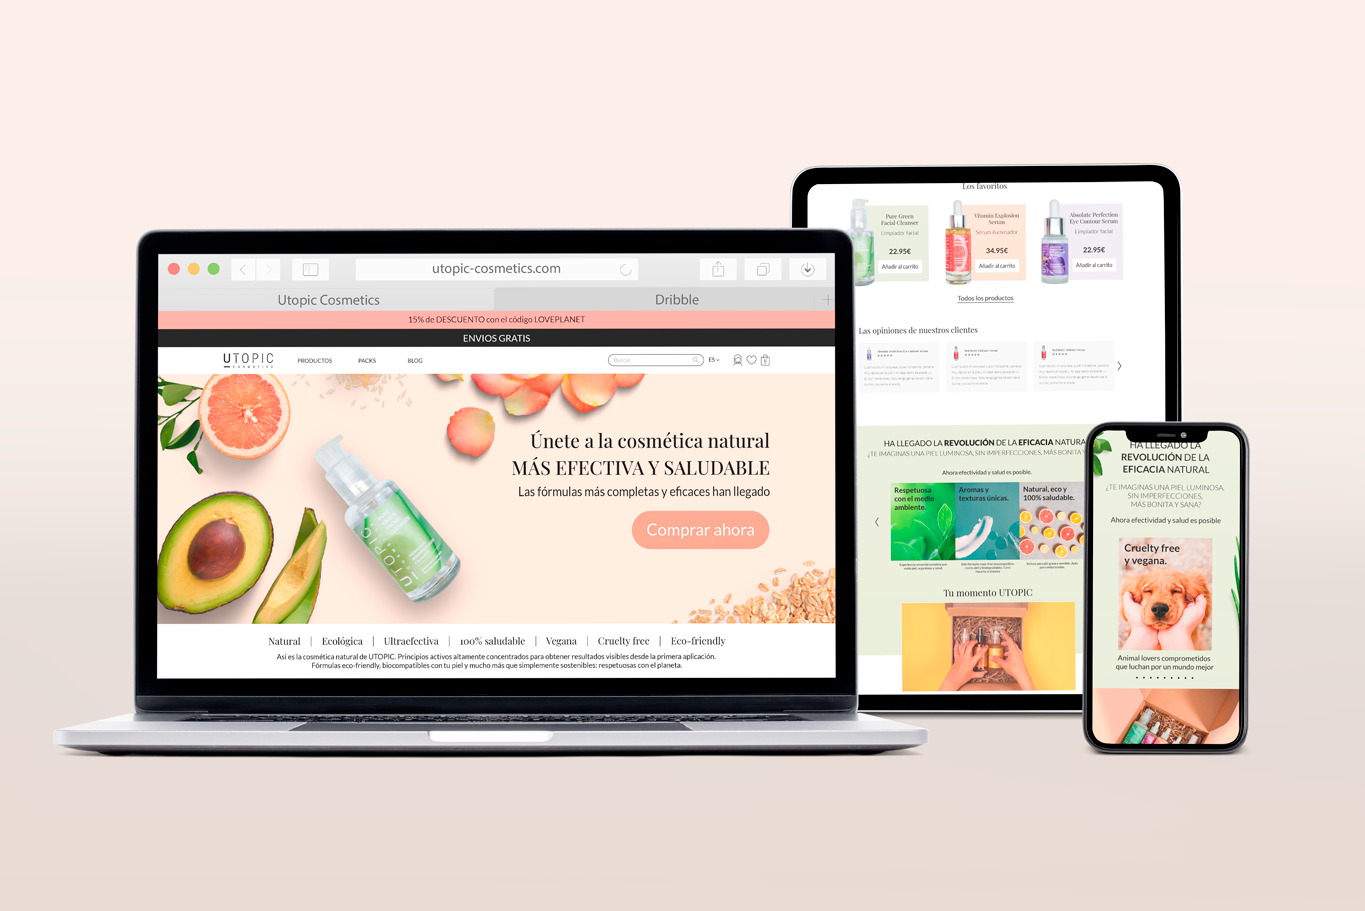 utopic-cosmetics.com
Utopic Cosmetics
Dribble
15% de DESCUENTO con el código LOVEPLANET
ENVIOS GRATIS
UTOPIC
COSMETICS
PRODUCTOS
PACKS
BLOG
Buscar
ES
Únete a la cosmética natural
MÁS EFECTIVA Y SALUDABLE
Las fórmulas más completas y eficaces han llegado
Comprar ahora
UTOPIC
Natural | Ecológica | Ultraefectiva | 100% saludable | Vegana | Cruelty free | Eco-friendly
Así es la cosmética natural de UTOPIC. Principios activos altamente concentrados para obtener resultados visibles desde la primera aplicación.
Fórmulas eco-friendly, biocompatibles con tu piel y mucho más que simplemente sostenibles: respetuosas con el planeta.
Los favoritos
Pure Green
Facial Cleanser
Limpiador facial
22.95€
Añadir al carrito
Vitamin Explosion
Serum
Sérum iluminador
34.95€
Añadir al carrito
Absolute Perfection
Eye Contour Serum
Limpiador facial
22.95€
Añadir al carrito
Todos los productos
Las opiniones de nuestros clientes
HA LLEGADO LA REVOLUCIÓN DE LA EFICACIA NATURA
¿TE IMAGINAS UNA PIEL LUMINOSA, SIN IMPERFECCIONES, MÁS BONITA Y
Ahora efectividad y salud es posible.
Respetuosa
con el medio
ambiente.
Aromas y
texturas únicas.
Natural, eco y
100% saludable.
Tu momento UTOPIC
HA LLEGADO LA
REVOLUCIÓN DE LA
EFICACIA NATURAL
¿TE IMAGINAS UNA PIEL LUMINOSA,
SIN IMPERFECCIONES,
MÁS BONITA Y SANA?
Ahora efectividad y salud es posible
Cruelty free
y vegana.
Animal lovers comprometidos
que luchan por un mundo mejor